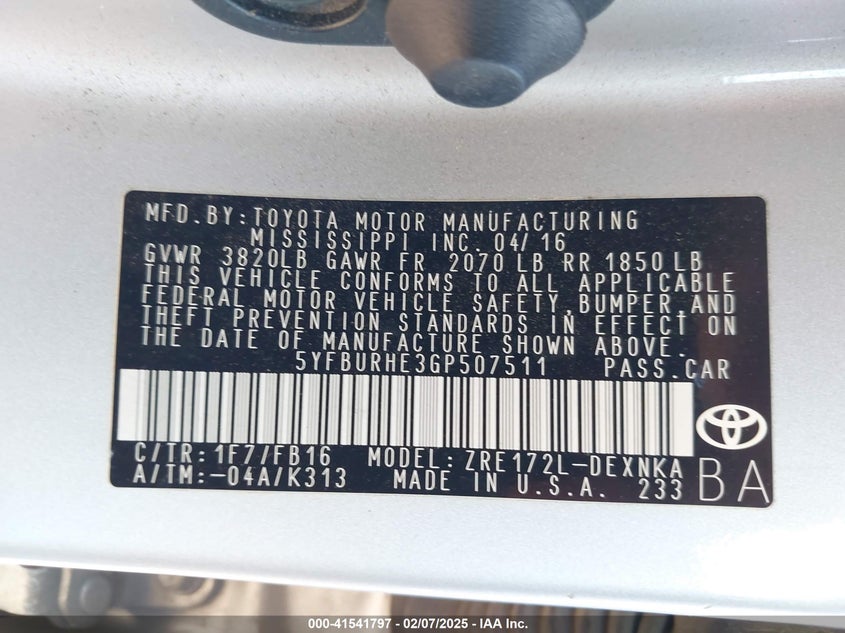 MFD.BY:TOYOTA MOTOR MANUFACTURING
MISSISSIPPI INC. 04/16
GVWR 3820LB GAWR FR 2070 LB RR 1850 LB
THIS VEHICLE CONFORMS TO ALL APPLICABLE
FEDERAL MOTOR VEHICLE SAFETY,BUMPER,AND
THEFT PREVENTION STANDARDS IN EFFECT ON
THE DATE OF MANUFACTURE SHOWN ABOVE.
5YFBURHE3GP507511 PASS.CAR
C/TR:1F7/FB16 MODEL:ZRE172L-DEXNKA
A/TM:-04A/K313 MADE IN U.S.A. 233 BA
000-41541797 — 02/07/2025 — IAA Inc.